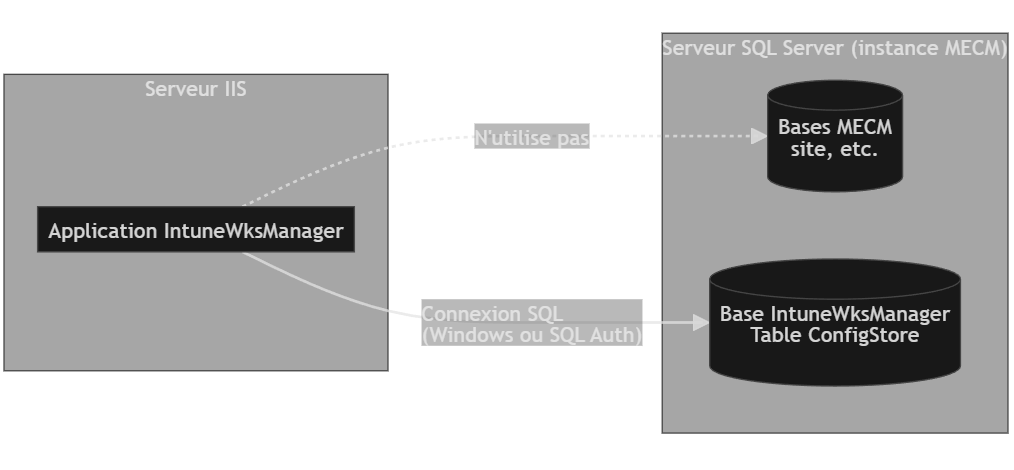 Serveur IIS
Application IntuneWksManager
N'utilise pas
Connexion SQL
(Windows ou SQL Auth)
Serveur SQL Server (instance MECM)
Bases MECM
site, etc.
Base IntuneWksManager
Table ConfigStore